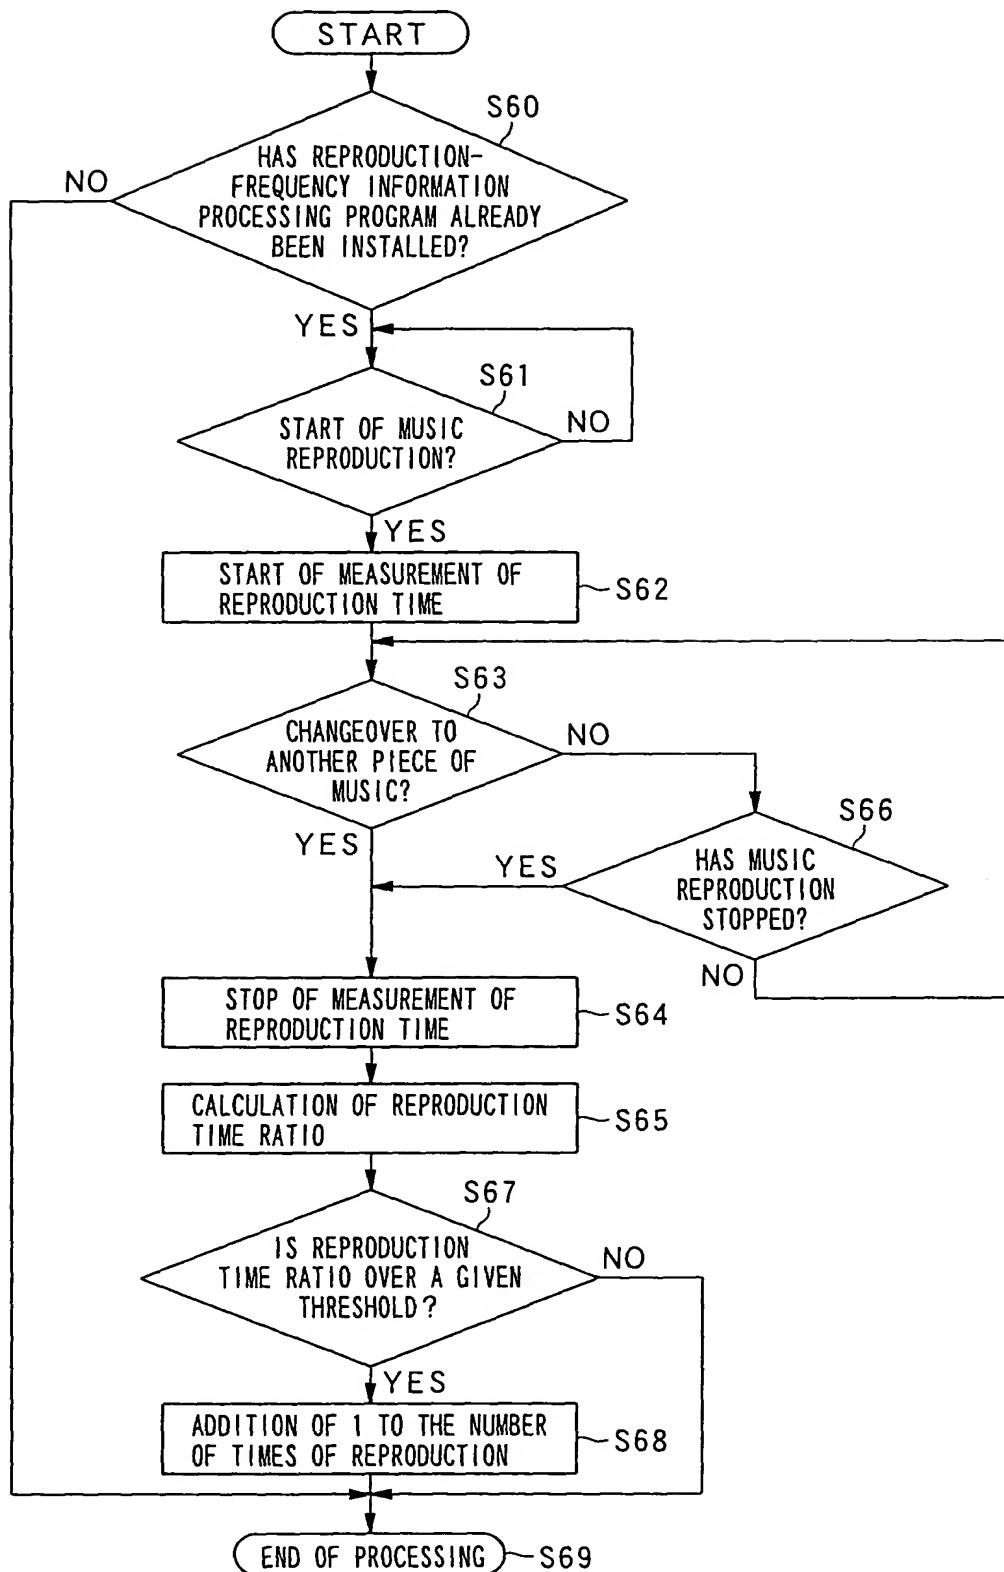 START
S60
HAS REPRODUCTION-
FREQUENCY INFORMATION
PROCESSING PROGRAM ALREADY
BEEN INSTALLED?
NO
YES
S61
START OF MUSIC
REPRODUCTION?
NO
YES
START OF MEASUREMENT OF
REPRODUCTION TIME
S62
S63
CHANGEOVER TO
ANOTHER PIECE OF
MUSIC?
NO
YES
S66
HAS MUSIC
REPRODUCTION
STOPPED?
YES
NO
STOP OF MEASUREMENT OF
REPRODUCTION TIME
S64
CALCULATION OF REPRODUCTION
TIME RATIO
S65
S67
IS REPRODUCTION
TIME RATIO OVER A GIVEN
THRESHOLD?
NO
YES
ADDITION OF 1 TO THE NUMBER
OF TIMES OF REPRODUCTION
S68
END OF PROCESSING
S69